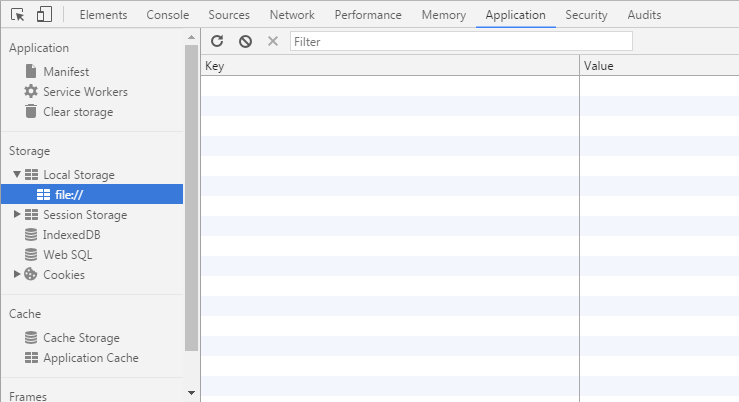 Elements Console Sources Network Performance Memory Application Security Audits
Application
Manifest
Service Workers
Clear storage
Storage
Local Storage
file://
Session Storage
IndexedDB
Web SQL
Cookies
Cache
Cache Storage
Application Cache
Frames
Filter
Key Value